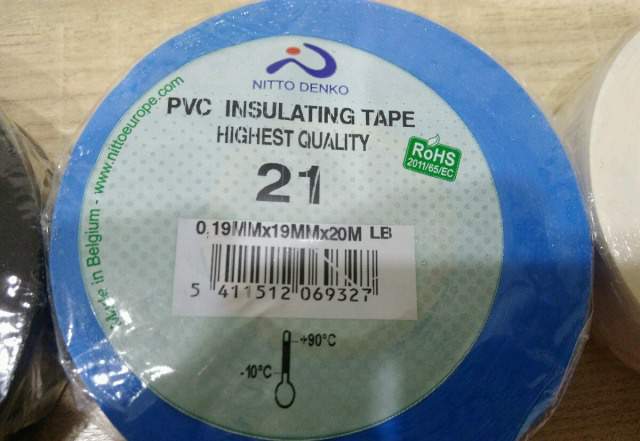 NITTO DENKO
PVC INSULATING TAPE
HIGHEST QUALITY
21
RoHS
2011/65/EC
0,19MMx19MMx20M LB
5 411512 069327
+90°C
-10°C
Made in Belgium - www.nittoeurope.com